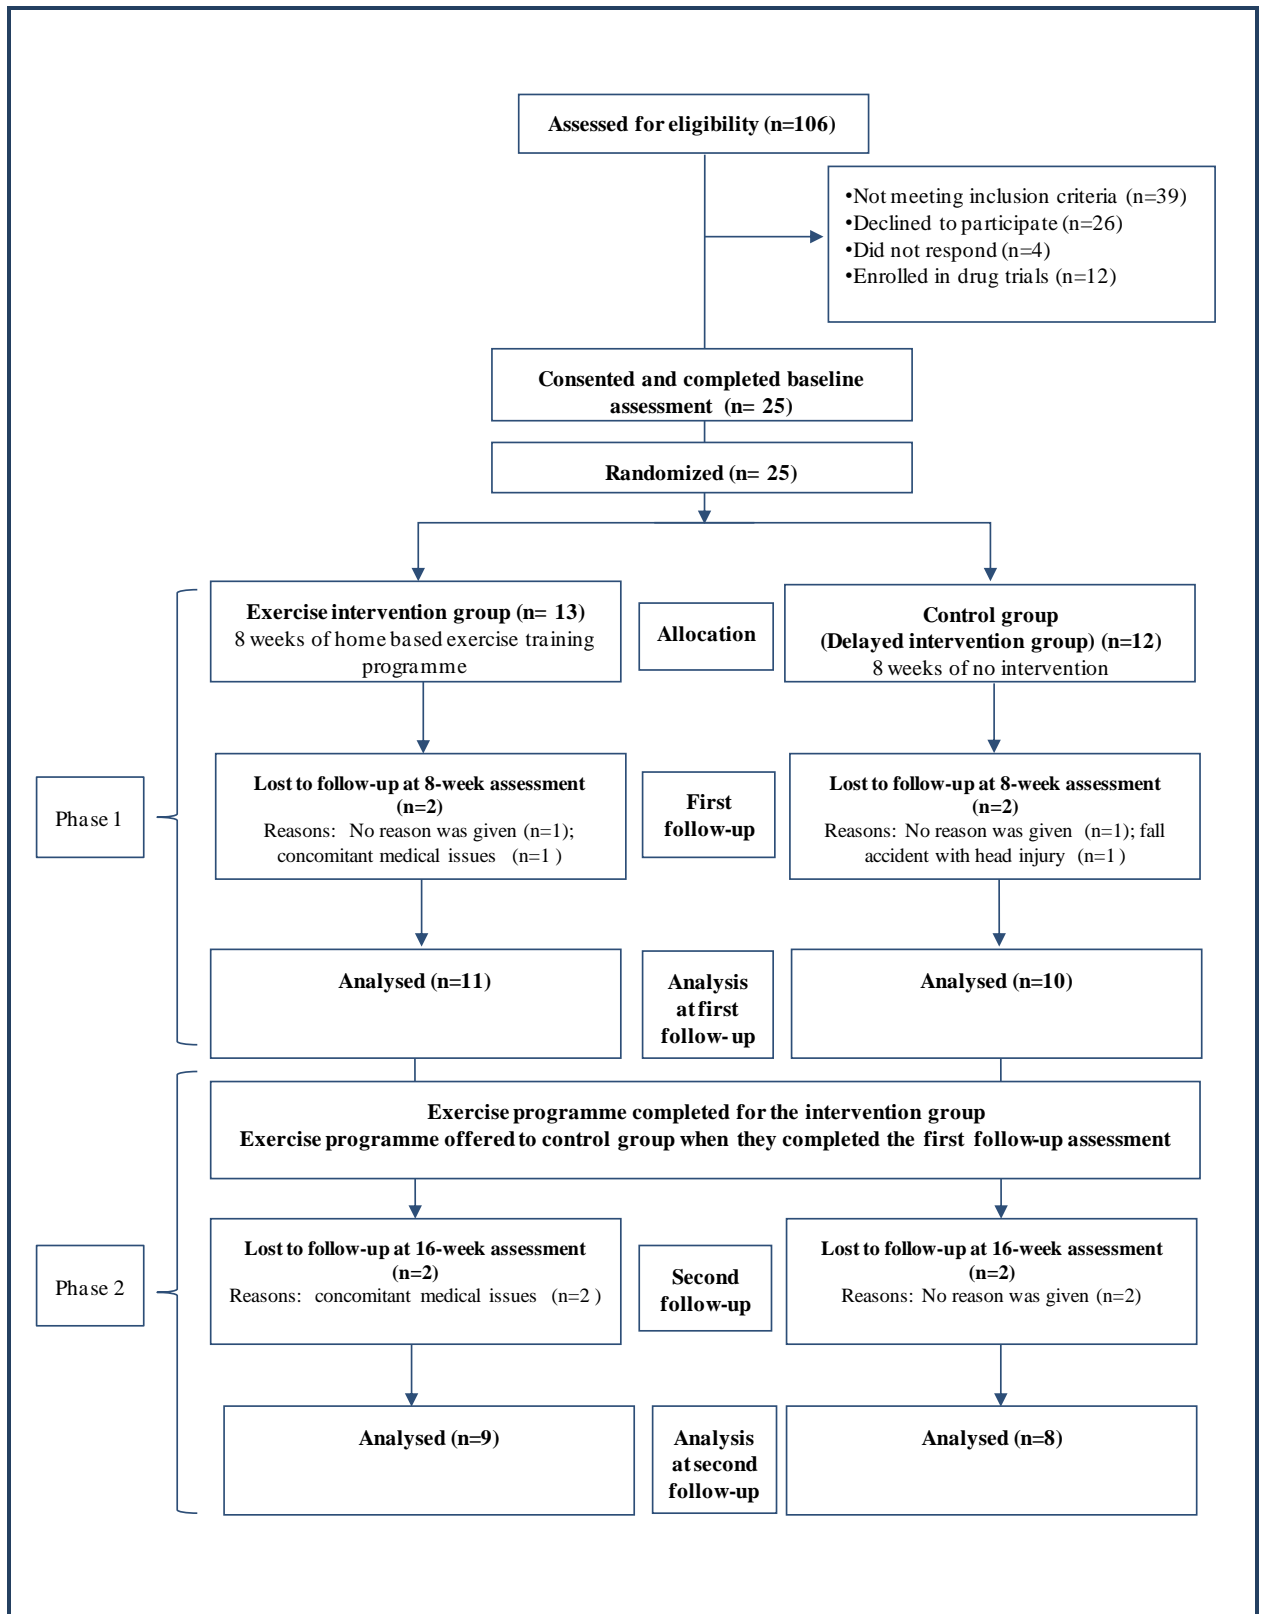 Assessed for eligibility (n=106)
•Not meeting inclusion criteria (n=39)
•Declined to participate (n=26)
•Did not respond (n=4)
•Enrolled in drug trials (n=12)
Consented and completed baseline
assessment (n= 25)
Randomized (n= 25)
Exercise intervention group (n= 13)
8 weeks of home based exercise training
programme
Allocation
Control group
(Delayed intervention group) (n=12)
8 weeks of no intervention
Phase 1
Lost to follow-up at 8-week assessment
(n=2)
Reasons: No reason was given (n=1);
concomitant medical issues (n=1 )
First
follow-up
Lost to follow-up at 8-week assessment
(n=2)
Reasons: No reason was given (n=1); fall
accident with head injury (n=1 )
Analysed (n=11)
Analysis
at first
follow-up
Analysed (n=10)
Exercise programme completed for the intervention group
Exercise programme offered to control group when they completed the first follow-up assessment
Phase 2
Lost to follow-up at 16-week assessment
(n=2)
Reasons: concomitant medical issues (n=2 )
Second
follow-up
Lost to follow-up at 16-week assessment
(n=2)
Reasons: No reason was given (n=2)
Analysed (n=9)
Analysis
at second
follow-up
Analysed (n=8)